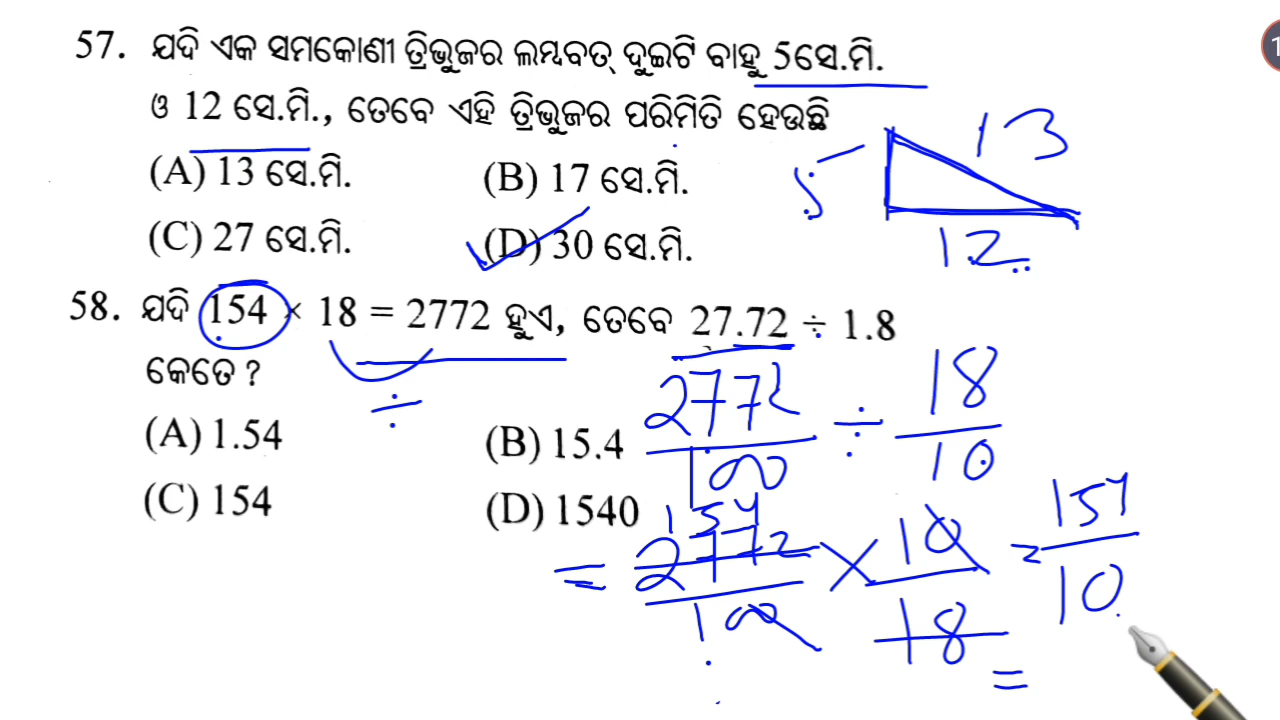 57. ଯଦି ଏକ ସମକୋଣୀ ତ୍ରିଭୁଜର ଲମ୍ବବତ୍ ଦୁଇଟି ବାହୁ 5ସେ.ମି.
ଓ 12 ସେ.ମି., ତେବେ ଏହି ତ୍ରିଭୁଜର ପରିମିତି ହେଉଛି
(A) 13 ସେ.ମି. (B) 17 ସେ.ମି.
(C) 27 ସେ.ମି. (D) 30 ସେ.ମି.
13
5
12
58. ଯଦି 154 × 18 = 2772 ହୁଏ, ତେବେ 27.72 ÷ 1.8
କେତେ ?
(A) 1.54 (B) 15.4
(C) 154 (D) 1540
÷
2772 ÷ 18
100 10
154
= 2772 × 10 = 154
100 18 10
=